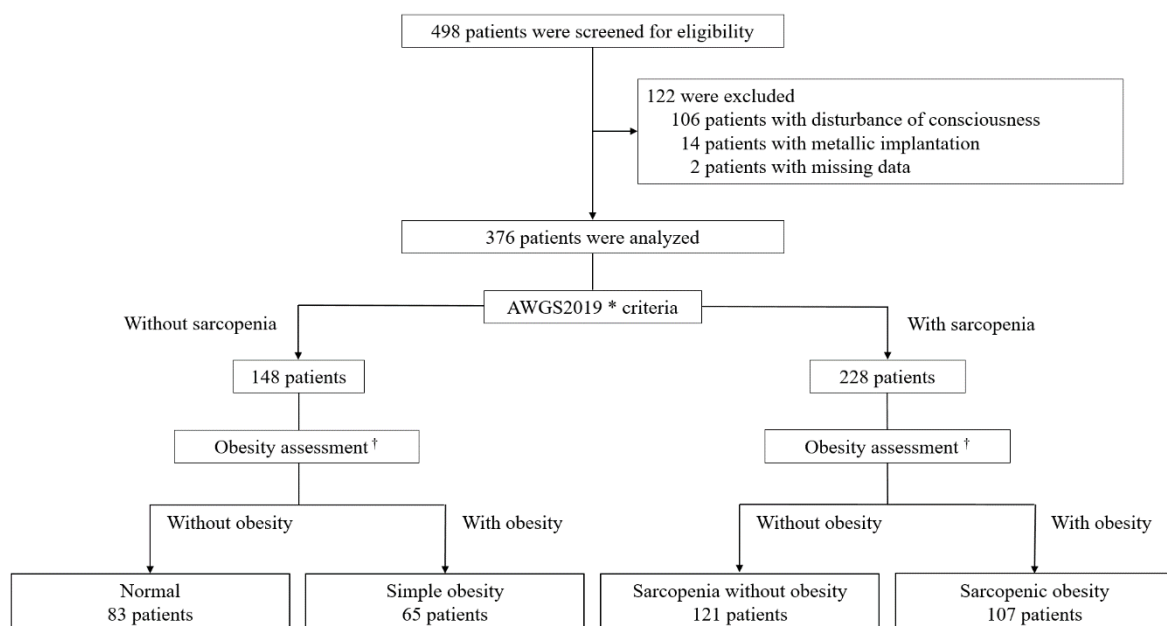 498 patients were screened for eligibility
122 were excluded
106 patients with disturbance of consciousness
14 patients with metallic implantation
2 patients with missing data
376 patients were analyzed
AWGS2019 * criteria
Without sarcopenia
With sarcopenia
148 patients
228 patients
Obesity assessment †
Obesity assessment †
Without obesity
With obesity
Without obesity
With obesity
Normal
83 patients
Simple obesity
65 patients
Sarcopenia without obesity
121 patients
Sarcopenic obesity
107 patients